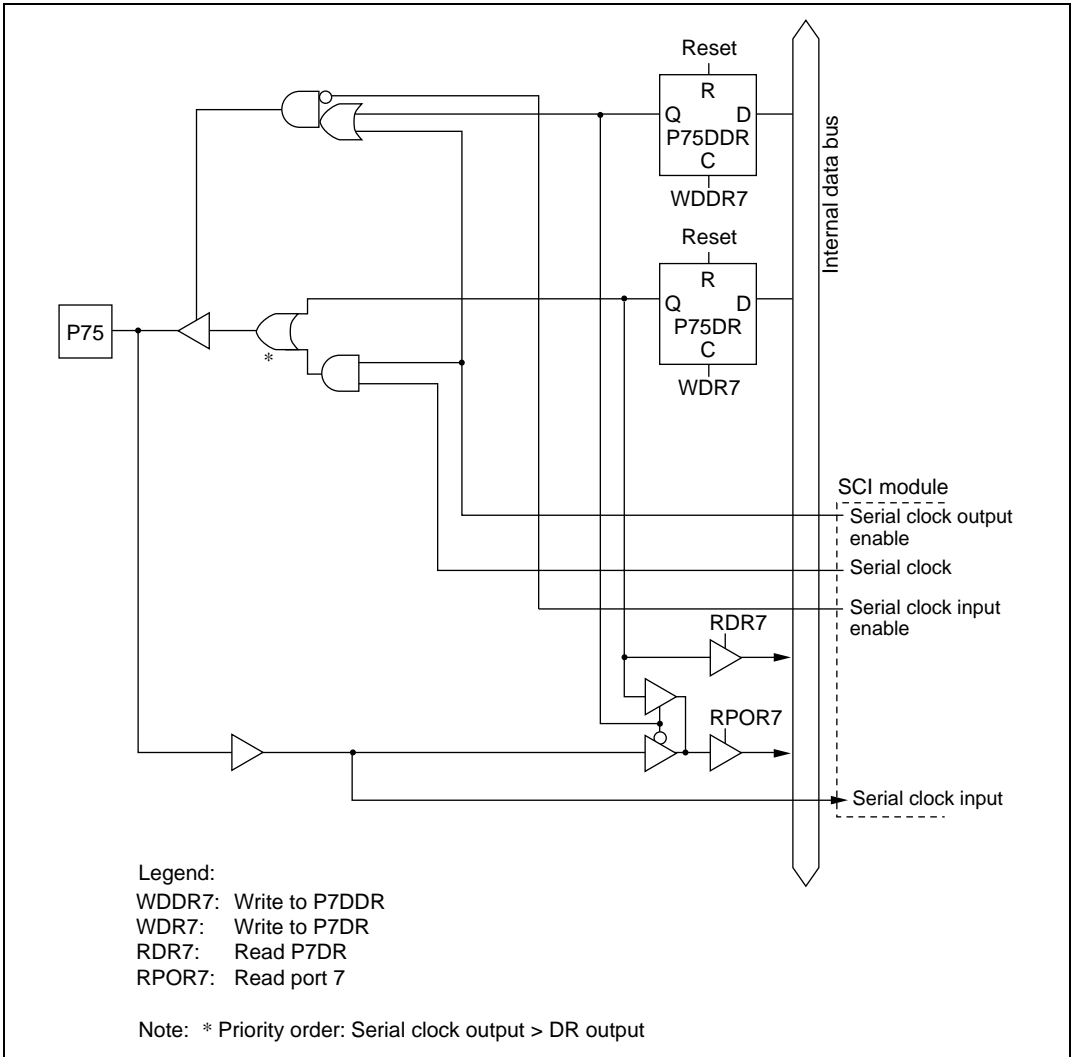 Reset
R
Q D
P75DDR
C
WDDR7
Internal data bus
Reset
R
Q D
P75DR
C
WDR7
P75
*
SCI module
Serial clock output
enable
Serial clock
Serial clock input
enable
RDR7
RPOR7
Serial clock input
Legend:
WDDR7: Write to P7DDR
WDR7: Write to P7DR
RDR7: Read P7DR
RPOR7: Read port 7
Note: * Priority order: Serial clock output > DR output